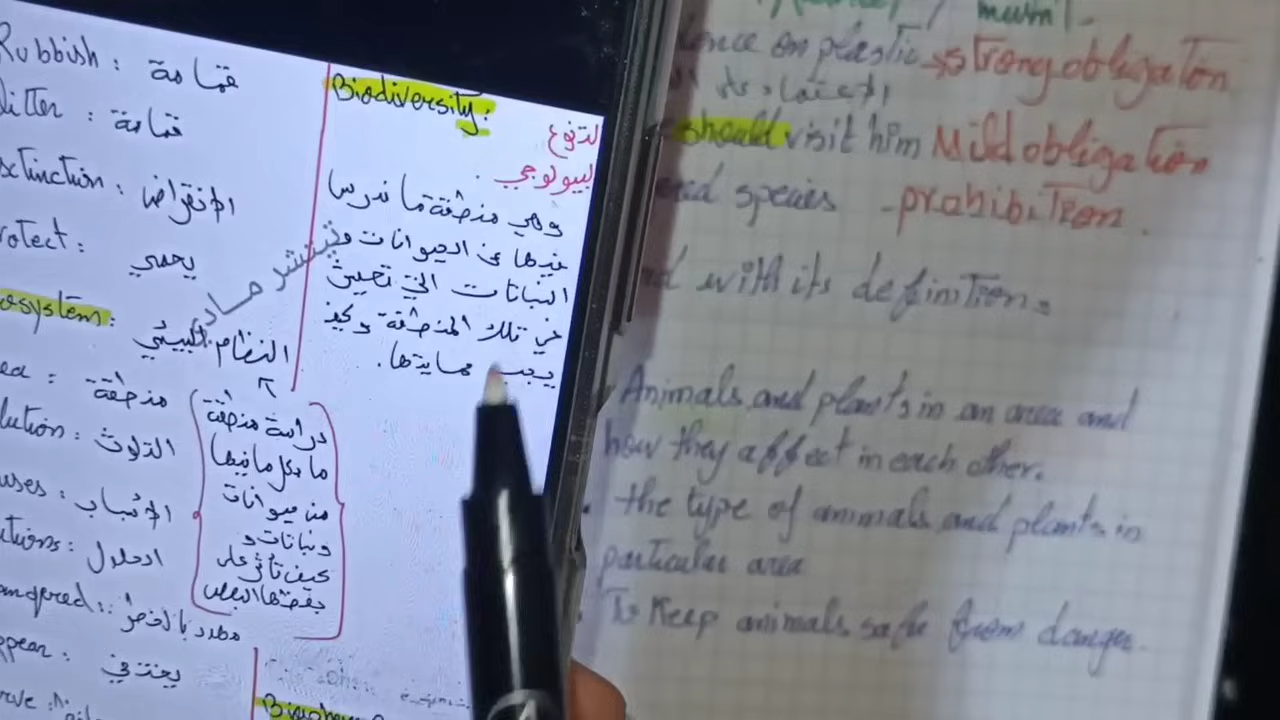 Rubbish : قمامة
litter : قمامة
extinction : الإنقراض
protect : يحمي
ecosystem : النظام البيئي
area : منطقة
pollution : التلوث
causes : الأسباب
solutions :
endangered : مهدد بالخطر
disappear : يختفي
دراسة منطقة
ما بكل ما فيها
من حيوانات
و نباتات و
كيف تأثر على
بعضها البعض
Biodiversity :
التنوع
البيولوجي .
وهي منطقة ما ندرس
فيها عن الحيوانات و
النباتات التي تعيش
في تلك المنطقة وكيف
يجب حمايتها .
on plastic → strong obligation
should visit him Mild obligation
species - prohibition .
with its definition :
Animals and plants in an area and
how they affect in each other.
. the type of animals and plants in
particular area
. To Keep animals safe from danger.